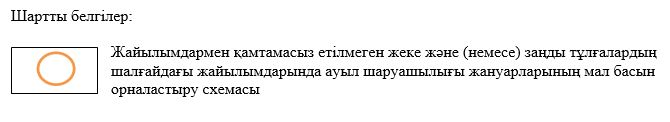 Шартты белгілер:
Жайылымдармен қамтамасыз етілмеген жеке және (немесе) заңды тұлғалардың
шалғайдағы жайылымдарында ауыл шаруашылығы жануарларының мал басын
орналастыру схемасы